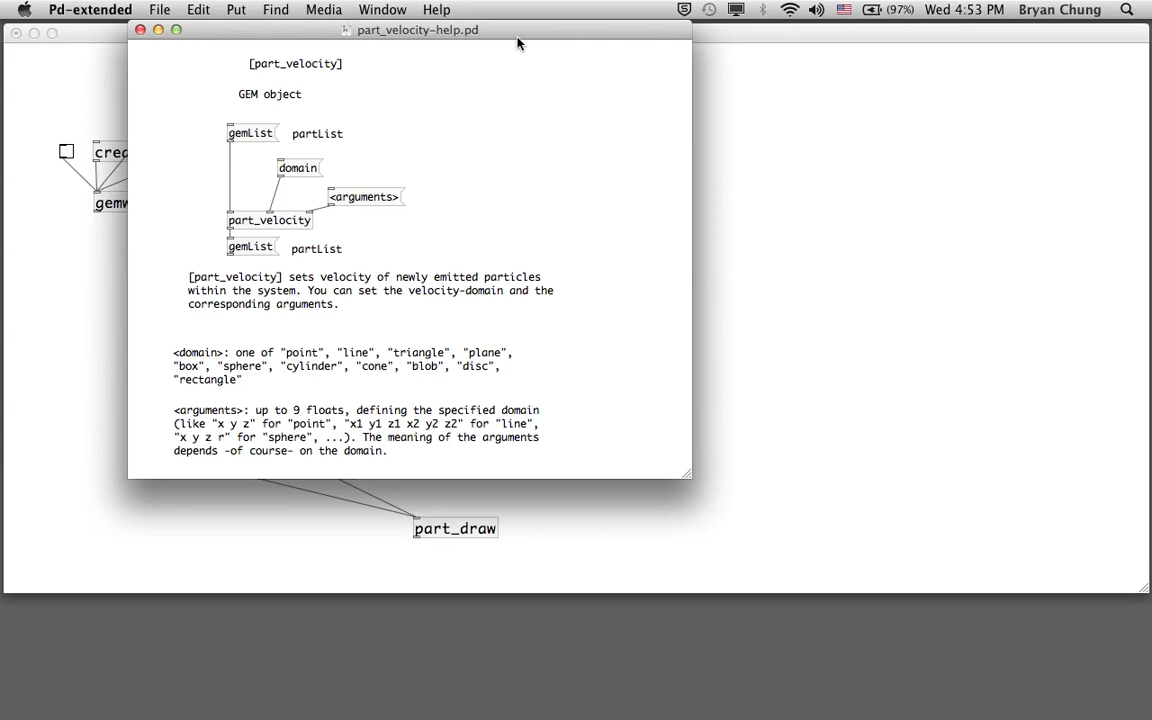 Pd-extended File Edit Put Find Media Window Help (97%) Wed 4:53 PM Bryan Chung
part_velocity-help.pd
[part_velocity]
GEM object
gemList partList
domain
<arguments>
part_velocity
gemList partList
[part_velocity] sets velocity of newly emitted particles
within the system. You can set the velocity-domain and the
corresponding arguments.
<domain>: one of "point", "line", "triangle", "plane",
"box", "sphere", "cylinder", "cone", "blob", "disc",
"rectangle"
<arguments>: up to 9 floats, defining the specified domain
(like "x y z" for "point", "x1 y1 z1 x2 y2 z2" for "line",
"x y z r" for "sphere", ...). The meaning of the arguments
depends -of course- on the domain.
crea
gemw
part_draw